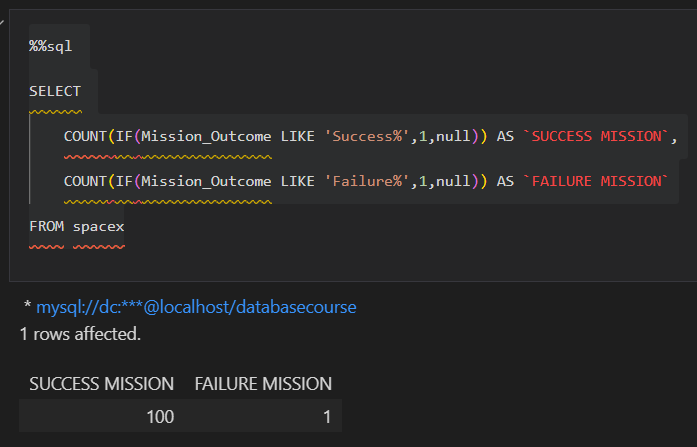 %%sql
SELECT
COUNT(IF(Mission_Outcome LIKE 'Success%',1,null)) AS `SUCCESS MISSION`,
COUNT(IF(Mission_Outcome LIKE 'Failure%',1,null)) AS `FAILURE MISSION`
FROM spacex
* mysql://dc:***@localhost/databasecourse
1 rows affected.
SUCCESS MISSION FAILURE MISSION
100 1